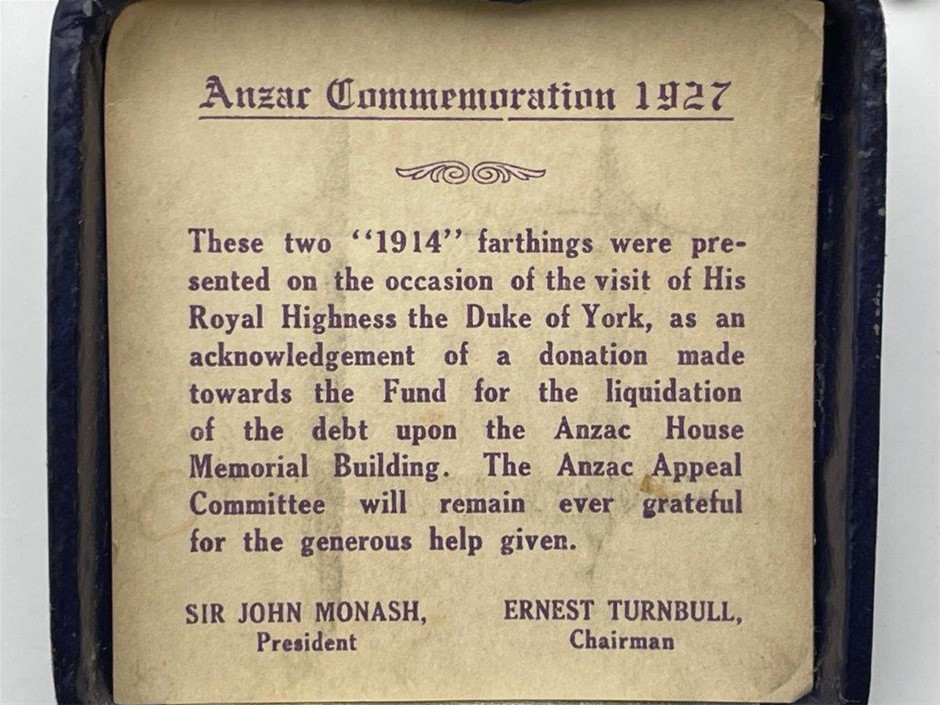 Anzac Commemoration 1927
These two “1914” farthings were pre-
sented on the occasion of the visit of His
Royal Highness the Duke of York, as an
acknowledgement of a donation made
towards the Fund for the liquidation
of the debt upon the Anzac House
Memorial Building. The Anzac Appeal
Committee will remain ever grateful
for the generous help given.
SIR JOHN MONASH, ERNEST TURNBULL,
President Chairman